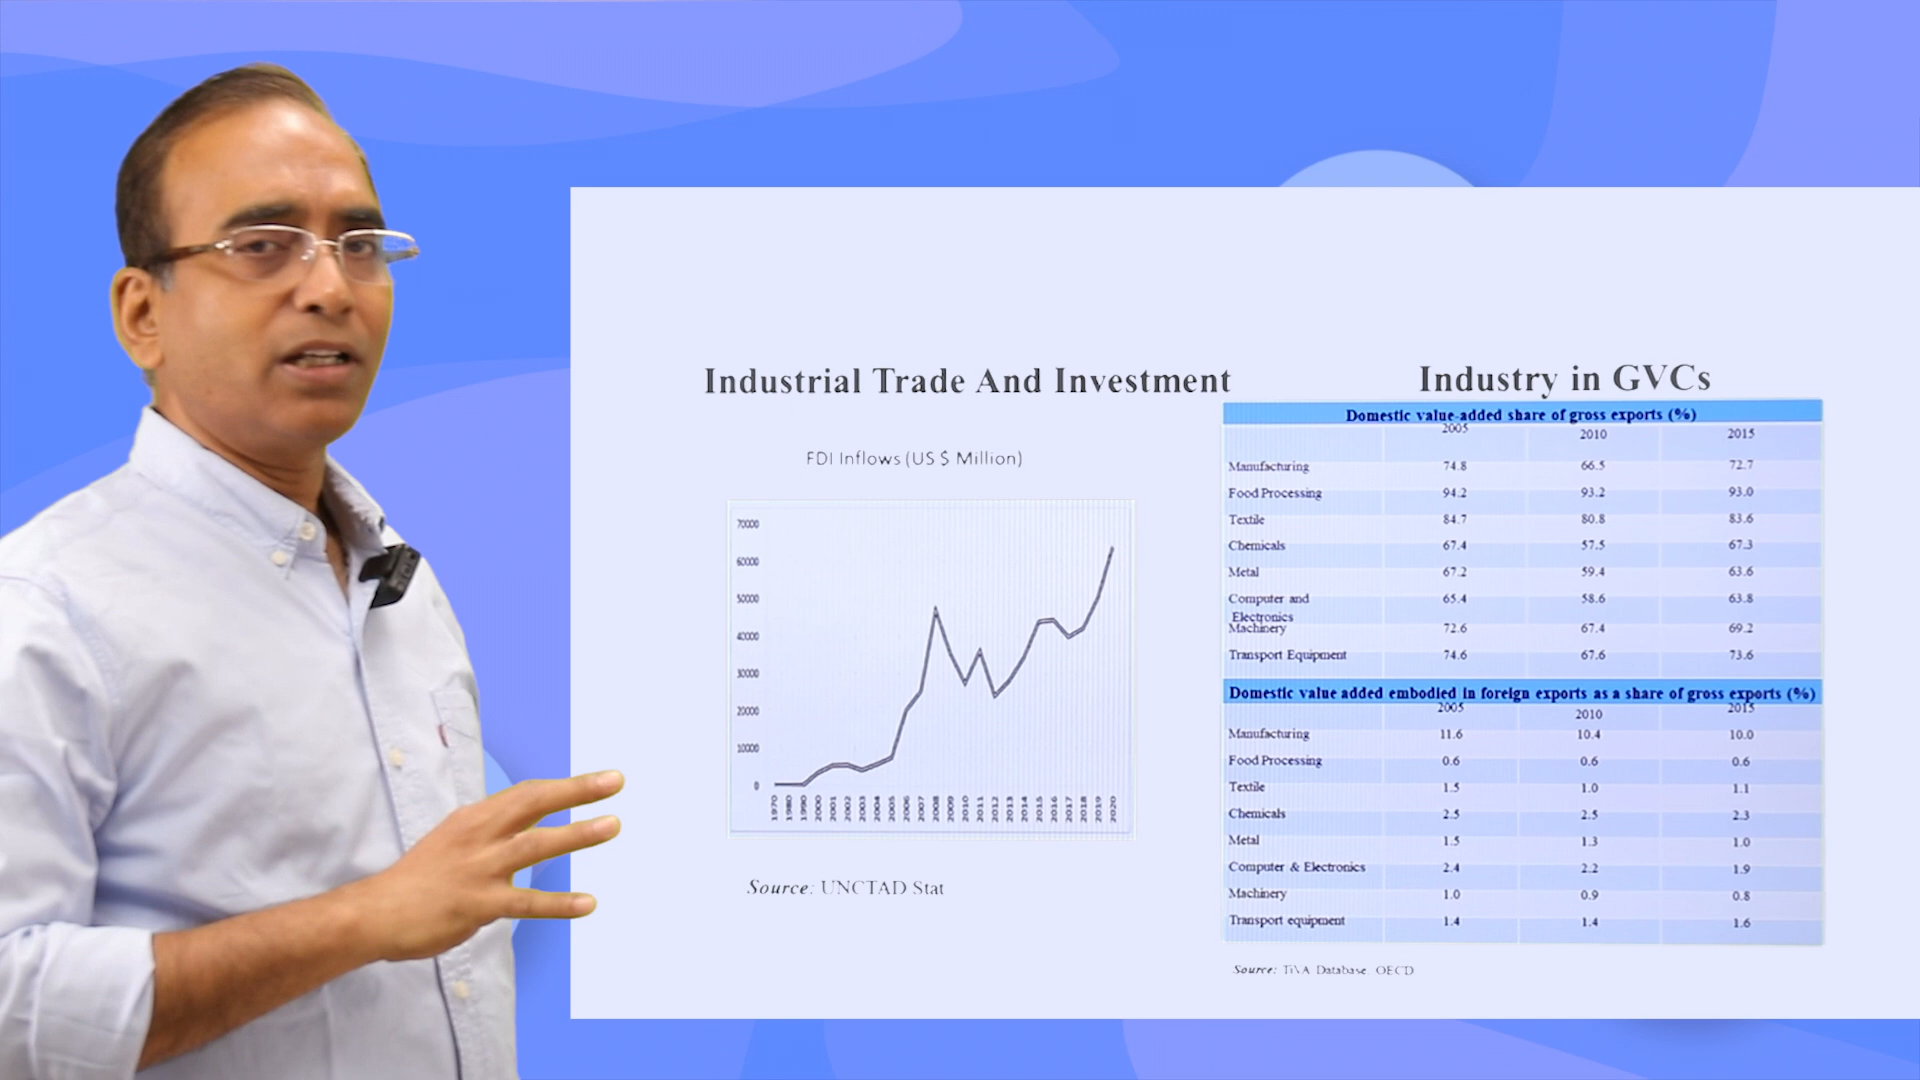 Industrial Trade And Investment
FDI Inflows (US $ Million)
70000
60000
50000
40000
30000
20000
10000
0
1970 1980 1990 2000 2001 2002 2003 2004 2005 2006 2007 2008 2009 2010 2011 2012 2013 2014 2015 2016 2017 2018 2019 2020
Source: UNCTAD Stat
Industry in GVCs
Domestic value-added share of gross exports (%)
2005 2010 2015
Manufacturing 74.8 66.5 72.7
Food Processing 94.2 93.2 93.0
Textile 84.7 80.8 83.6
Chemicals 67.4 57.5 67.3
Metal 67.2 59.4 63.6
Computer and 65.4 58.6 63.8
Electronics
Machinery 72.6 67.4 69.2
Transport Equipment 74.6 67.6 73.6
Domestic value added embodied in foreign exports as a share of gross exports (%)
2005 2010 2015
Manufacturing 11.6 10.4 10.0
Food Processing 0.6 0.6 0.6
Textile 1.5 1.0 1.1
Chemicals 2.5 2.5 2.3
Metal 1.5 1.3 1.0
Computer & Electronics 2.4 2.2 1.9
Machinery 1.0 0.9 0.8
Transport equipment 1.4 1.4 1.6
Source: TiVA Database, OECD